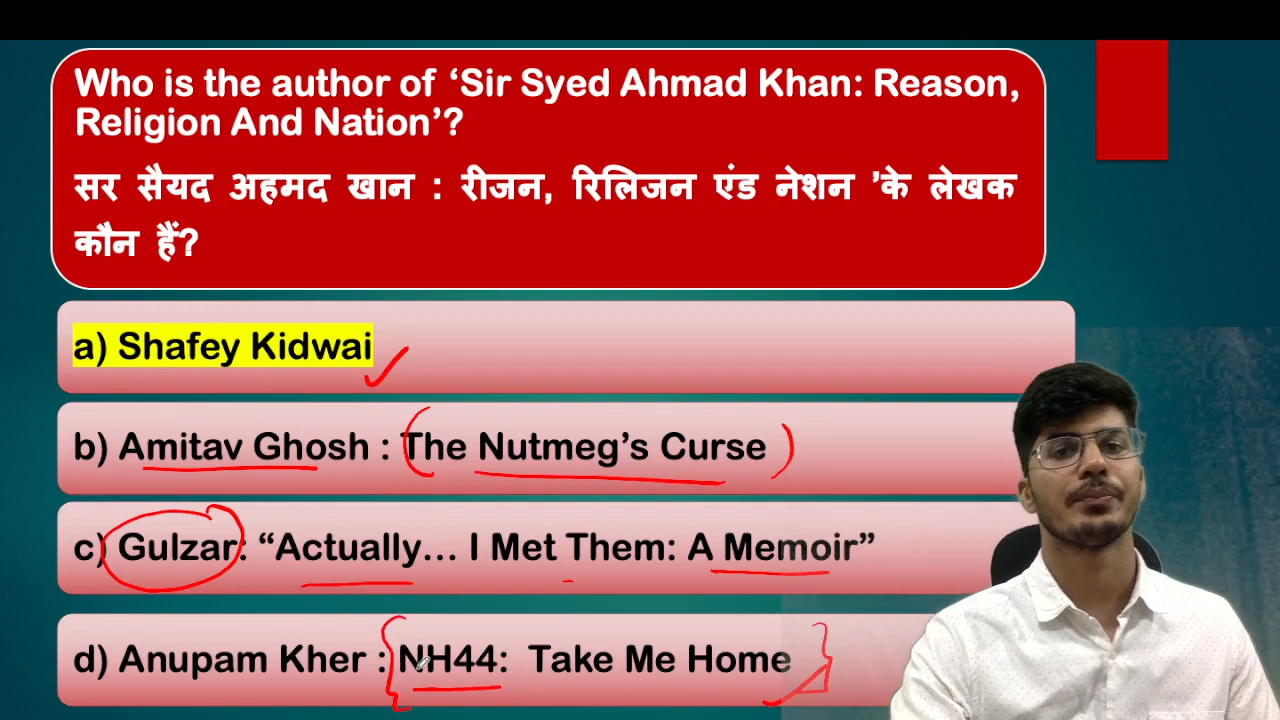 Who is the author of ‘Sir Syed Ahmad Khan: Reason,
Religion And Nation’?
सर सैयद अहमद खान : रीजन, रिलिजन एंड नेशन ’के लेखक
कौन हैं?
a) Shafey Kidwai
b) Amitav Ghosh : The Nutmeg’s Curse
c) Gulzar: “Actually... I Met Them: A Memoir”
d) Anupam Kher : NH44: Take Me Home